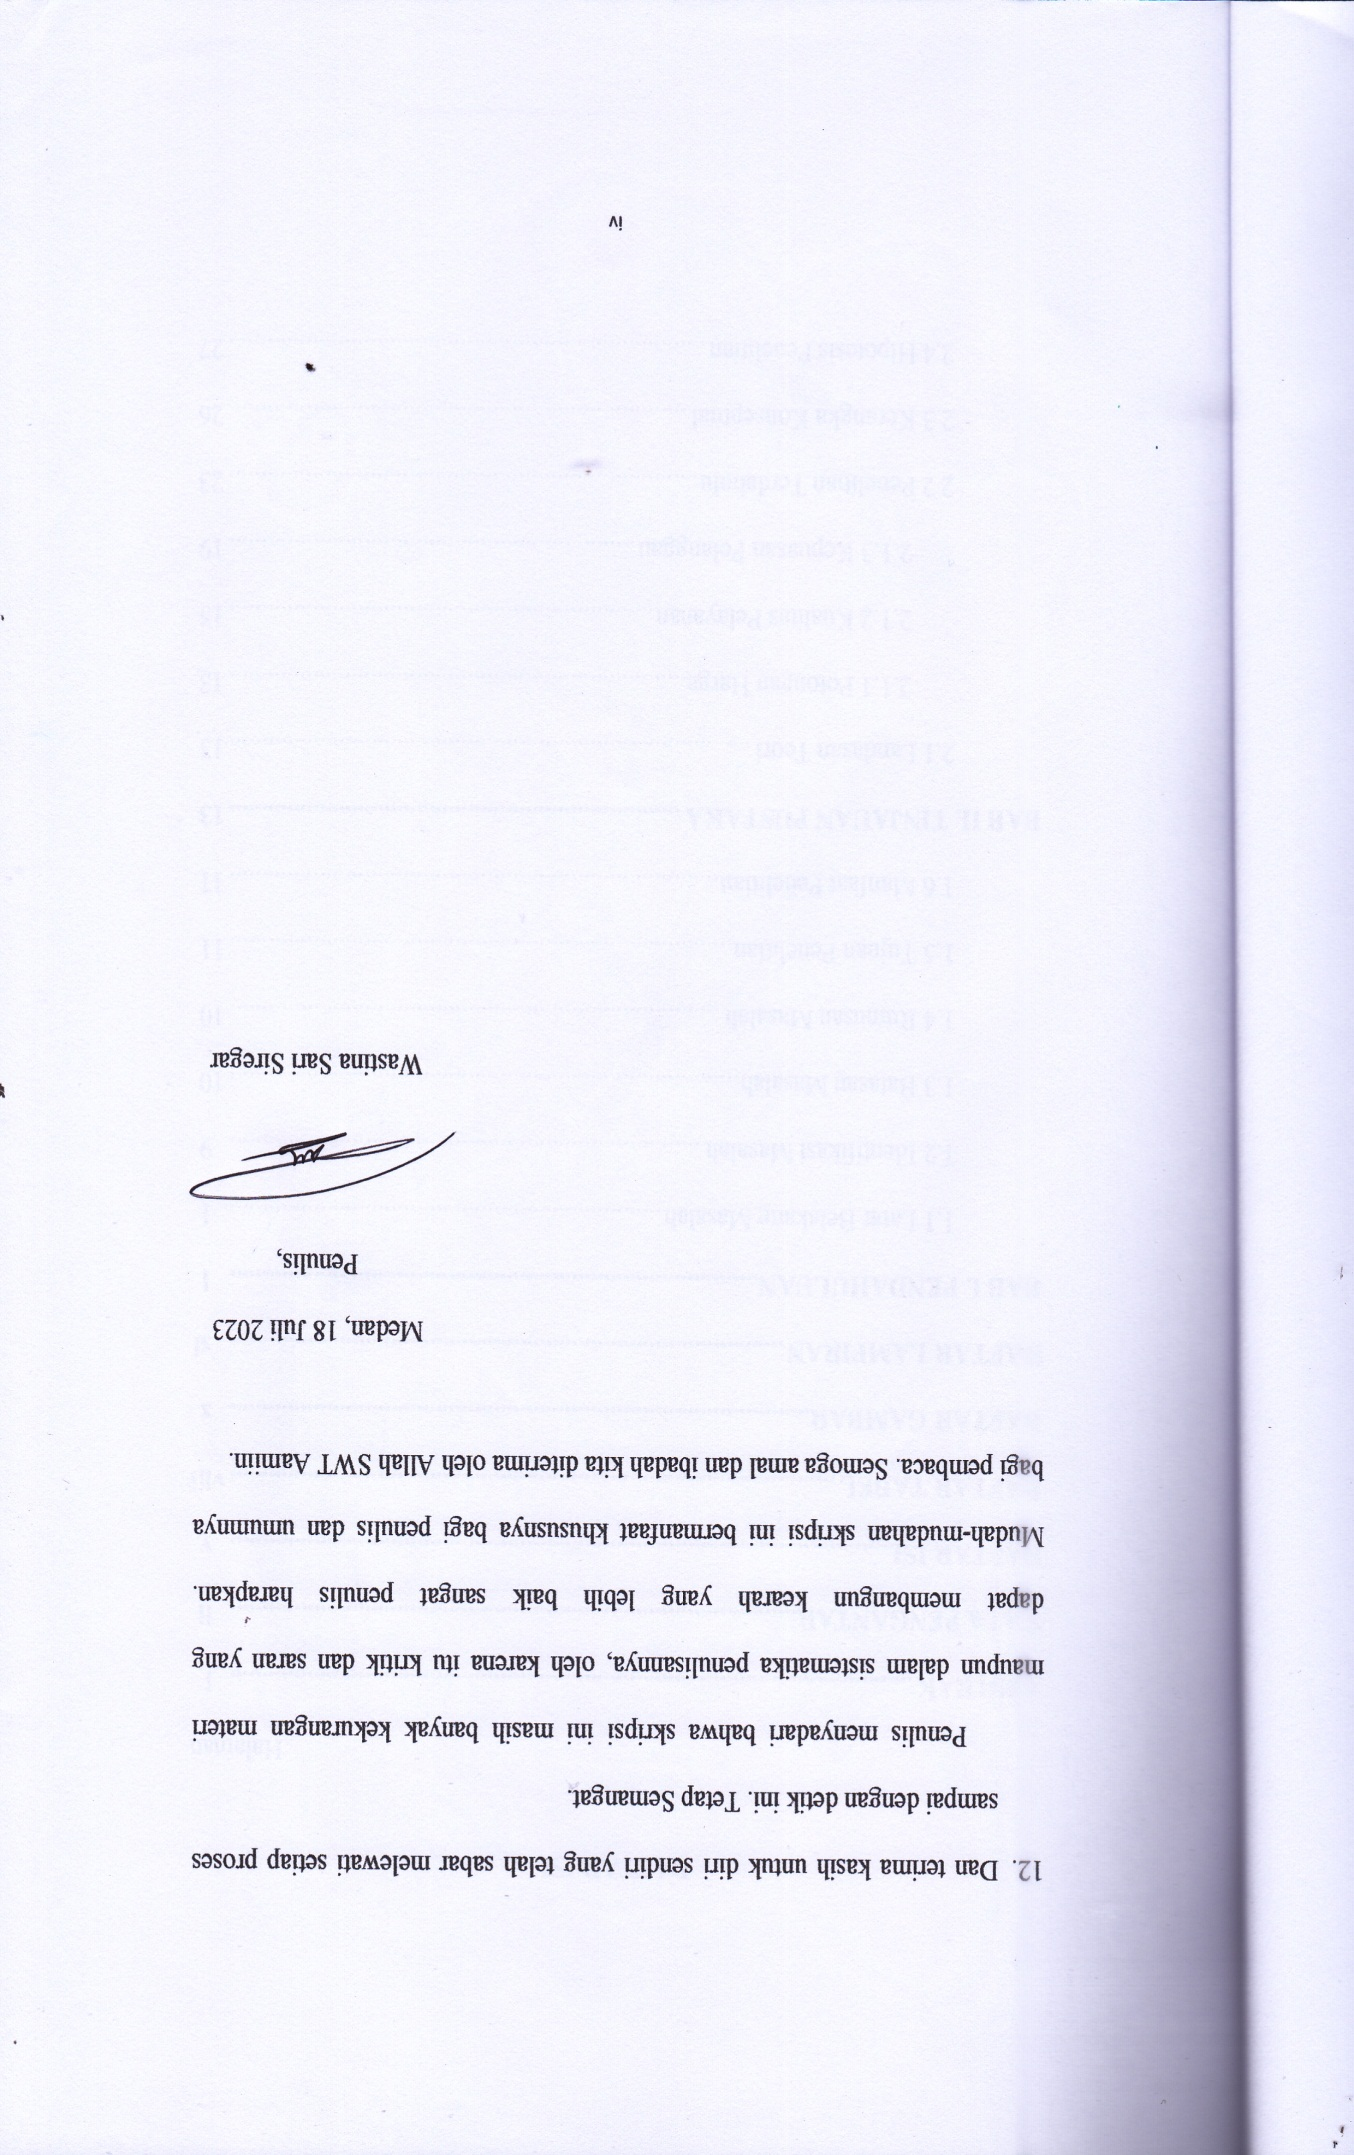 12. Dan terima kasih untuk diri sendiri yang telah sabar melewati setiap proses
sampai dengan detik ini. Tetap Semangat.
Penulis menyadari bahwa skripsi ini masih banyak kekurangan materi
maupun dalam sistematika penulisannya, oleh karena itu kritik dan saran yang
dapat membangun kearah yang lebih baik sangat penulis harapkan.
Mudah-mudahan skripsi ini bermanfaat khususnya bagi penulis dan umumnya
bagi pembaca. Semoga amal dan ibadah kita diterima oleh Allah SWT Aamiin.
Medan, 18 Juli 2023
Penulis,
Wastina Sari Siregar
iv